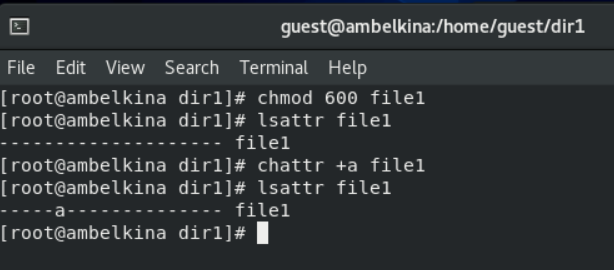 guest@ambelkina:/home/guest/dir1
File Edit View Search Terminal Help
[root@ambelkina dir1]# chmod 600 file1
[root@ambelkina dir1]# lsattr file1
-------------------- file1
[root@ambelkina dir1]# chattr +a file1
[root@ambelkina dir1]# lsattr file1
-----a-------------- file1
[root@ambelkina dir1]#